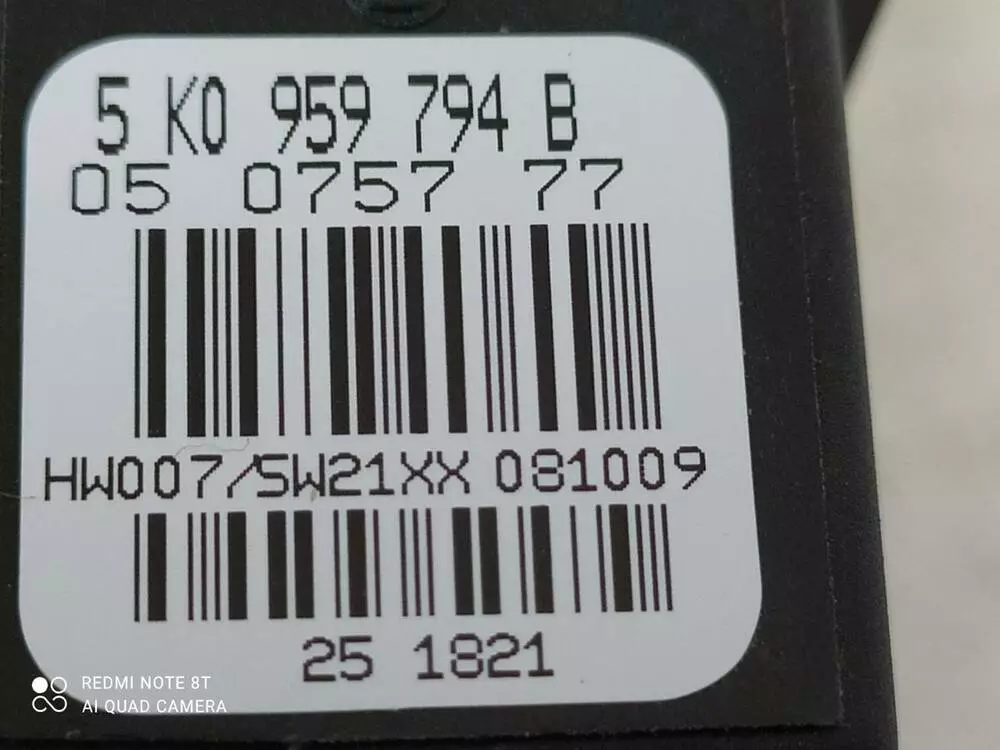 5 K0 959 794 B
05 0757 77
HW007/SW21XX 081009
25 1821
REDMI NOTE 8T
AI QUAD CAMERA